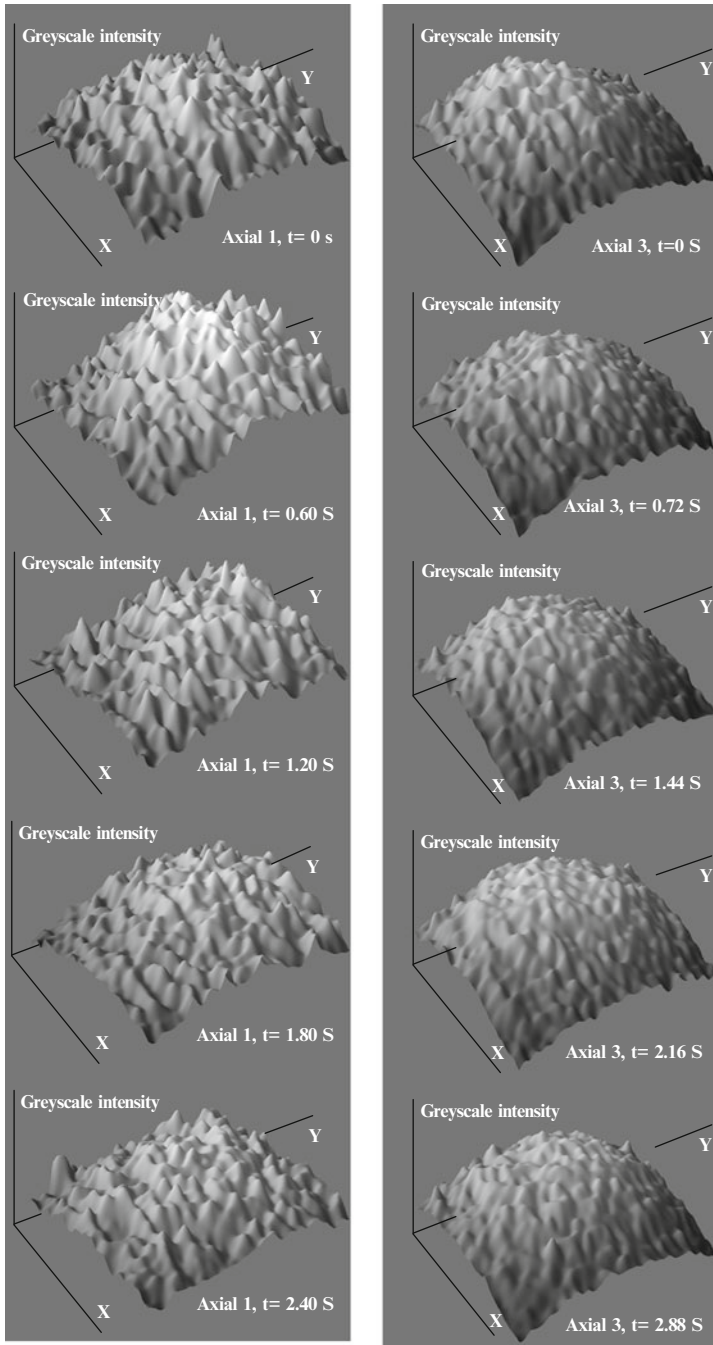 Greyscale intensity
Y
X
Axial 1, t= 0 s
Greyscale intensity
Y
X
Axial 1, t= 0.60 S
Greyscale intensity
Y
X
Axial 1, t= 1.20 S
Greyscale intensity
Y
X
Axial 1, t= 1.80 S
Greyscale intensity
Y
X
Axial 1, t= 2.40 S
Greyscale intensity
Y
X
Axial 3, t=0 S
Greyscale intensity
Y
X
Axial 3, t= 0.72 S
Greyscale intensity
Y
X
Axial 3, t= 1.44 S
Greyscale intensity
Y
X
Axial 3, t= 2.16 S
Greyscale intensity
Y
X
Axial 3, t= 2.88 S